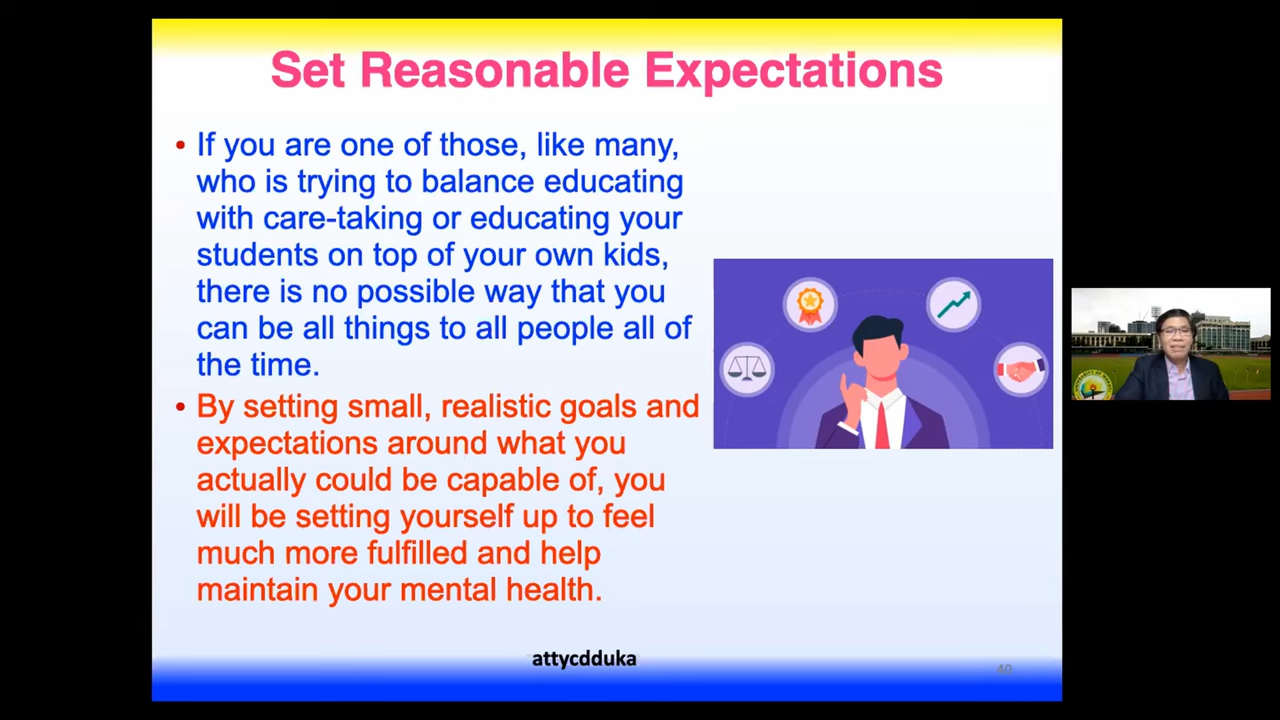 Set Reasonable Expectations
• If you are one of those, like many,
who is trying to balance educating
with care-taking or educating your
students on top of your own kids,
there is no possible way that you
can be all things to all people all of
the time.
• By setting small, realistic goals and
expectations around what you
actually could be capable of, you
will be setting yourself up to feel
much more fulfilled and help
maintain your mental health.
attycdduka
40